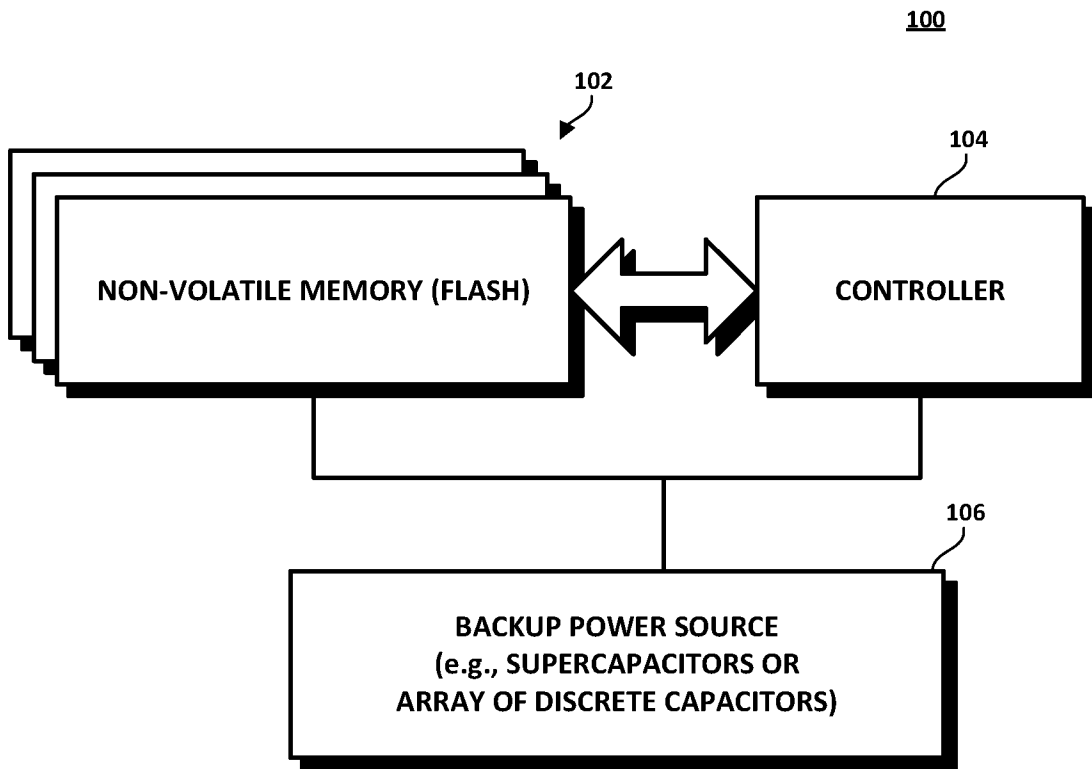 100
102
104
NON-VOLATILE MEMORY (FLASH)
CONTROLLER
106
BACKUP POWER SOURCE
(e.g., SUPERCAPACITORS OR
ARRAY OF DISCRETE CAPACITORS)